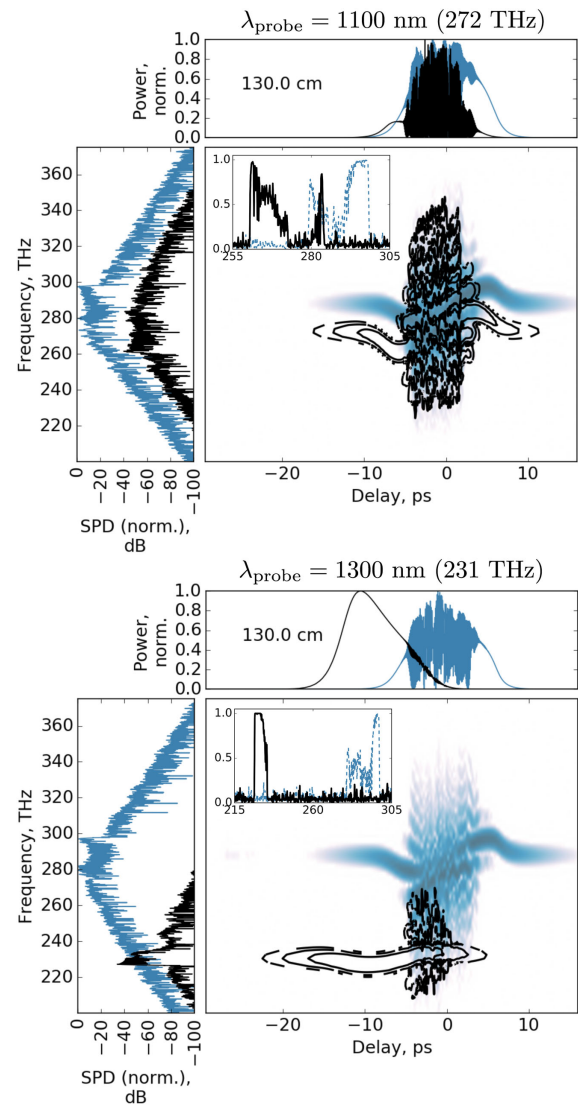 λprobe = 1100 nm (272 THz)
Power, norm.
1.0
0.8
0.6
0.4
0.2
0.0
130.0 cm
Frequency, THz
360
340
320
300
280
260
240
220
1.0
0.5
0.0
255 280 305
0 −20 −40 −60 −80 −100
SPD (norm.), dB
−20 −10 0 10
Delay, ps
λprobe = 1300 nm (231 THz)
Power, norm.
1.0
0.8
0.6
0.4
0.2
0.0
130.0 cm
Frequency, THz
360
340
320
300
280
260
240
220
1.0
0.5
0.0
215 260 305
0 −20 −40 −60 −80 −100
SPD (norm.), dB
−20 −10 0 10
Delay, ps